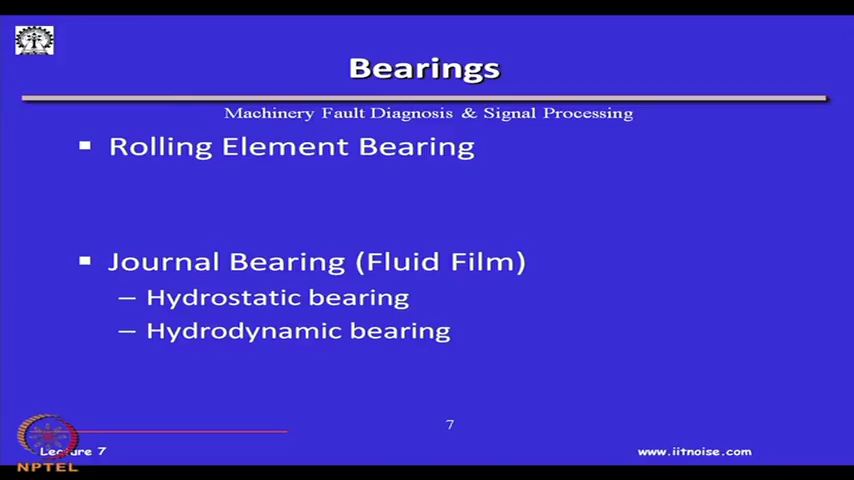 Bearings
Machinery Fault Diagnosis & Signal Processing
▪ Rolling Element Bearing
▪ Journal Bearing (Fluid Film)
– Hydrostatic bearing
– Hydrodynamic bearing
7
Lecture 7
www.iitnoise.com
NPTEL